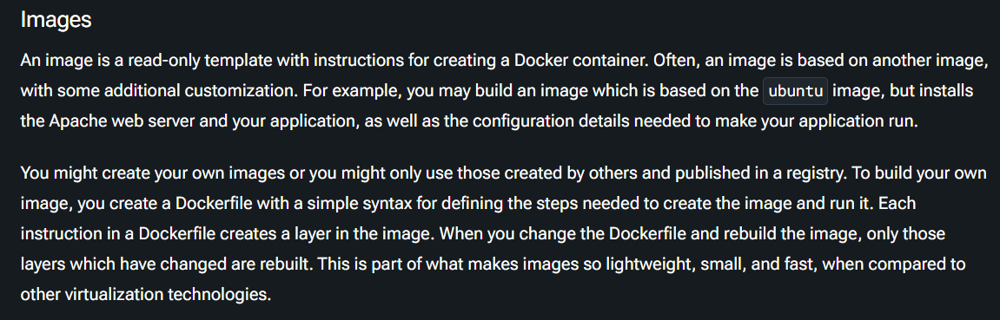 Images
An image is a read-only template with instructions for creating a Docker container. Often, an image is based on another image,
with some additional customization. For example, you may build an image which is based on the ubuntu image, but installs
the Apache web server and your application, as well as the configuration details needed to make your application run.
You might create your own images or you might only use those created by others and published in a registry. To build your own
image, you create a Dockerfile with a simple syntax for defining the steps needed to create the image and run it. Each
instruction in a Dockerfile creates a layer in the image. When you change the Dockerfile and rebuild the image, only those
layers which have changed are rebuilt. This is part of what makes images so lightweight, small, and fast, when compared to
other virtualization technologies.